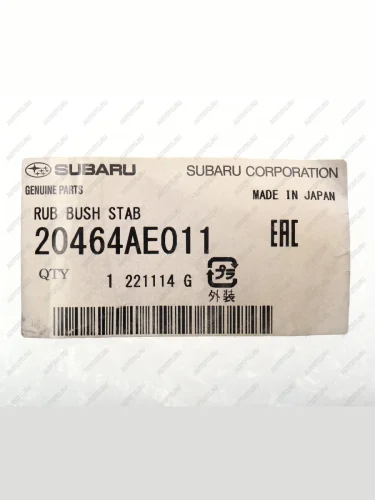 SUBARU SUBARU CORPORATION
GENUINE PARTS MADE IN JAPAN
RUB BUSH STAB
20464AE011 EAC
QTY 1 221114 G プラ
外装